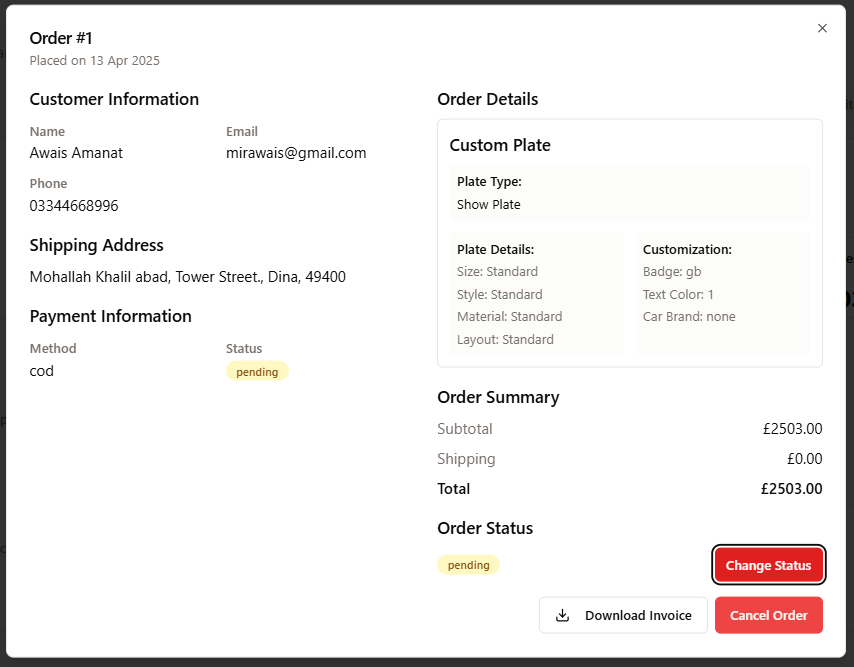 Order #1
Placed on 13 Apr 2025
Customer Information
Name
Email
Awais Amanat
mirawais@gmail.com
Phone
03344668996
Shipping Address
Mohallah Khalil abad, Tower Street., Dina, 49400
Payment Information
Method
Status
cod
pending
Order Details
Custom Plate
Plate Type:
Show Plate
Plate Details:
Size: Standard
Style: Standard
Material: Standard
Layout: Standard
Customization:
Badge: gb
Text Color: 1
Car Brand: none
Order Summary
Subtotal
£2503.00
Shipping
£0.00
Total
£2503.00
Order Status
pending
Change Status
Download Invoice
Cancel Order